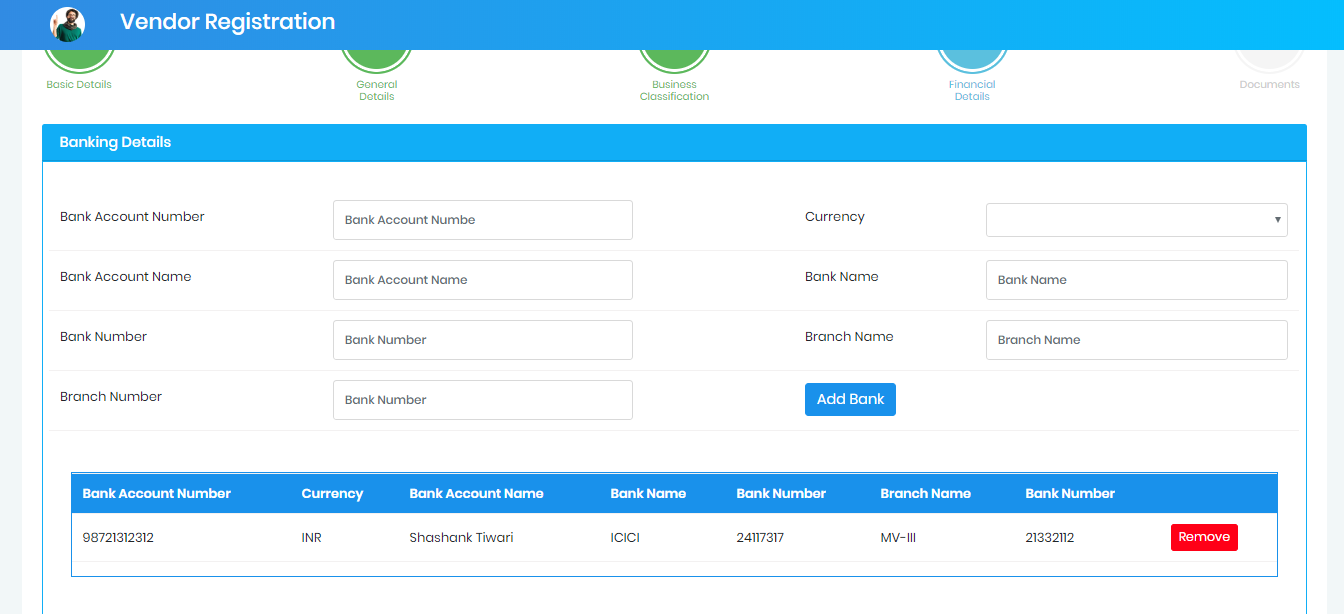 Vendor Registration
Basic Details
General
Details
Business
Classification
Financial
Details
Documents
Banking Details
Bank Account Number
Bank Account Numbe
Currency
Bank Account Name
Bank Account Name
Bank Name
Bank Name
Bank Number
Bank Number
Branch Name
Branch Name
Branch Number
Bank Number
Add Bank
Bank Account Number Currency Bank Account Name Bank Name Bank Number Branch Name Bank Number
98721312312 INR Shashank Tiwari ICICI 24117317 MV-III 21332112 Remove